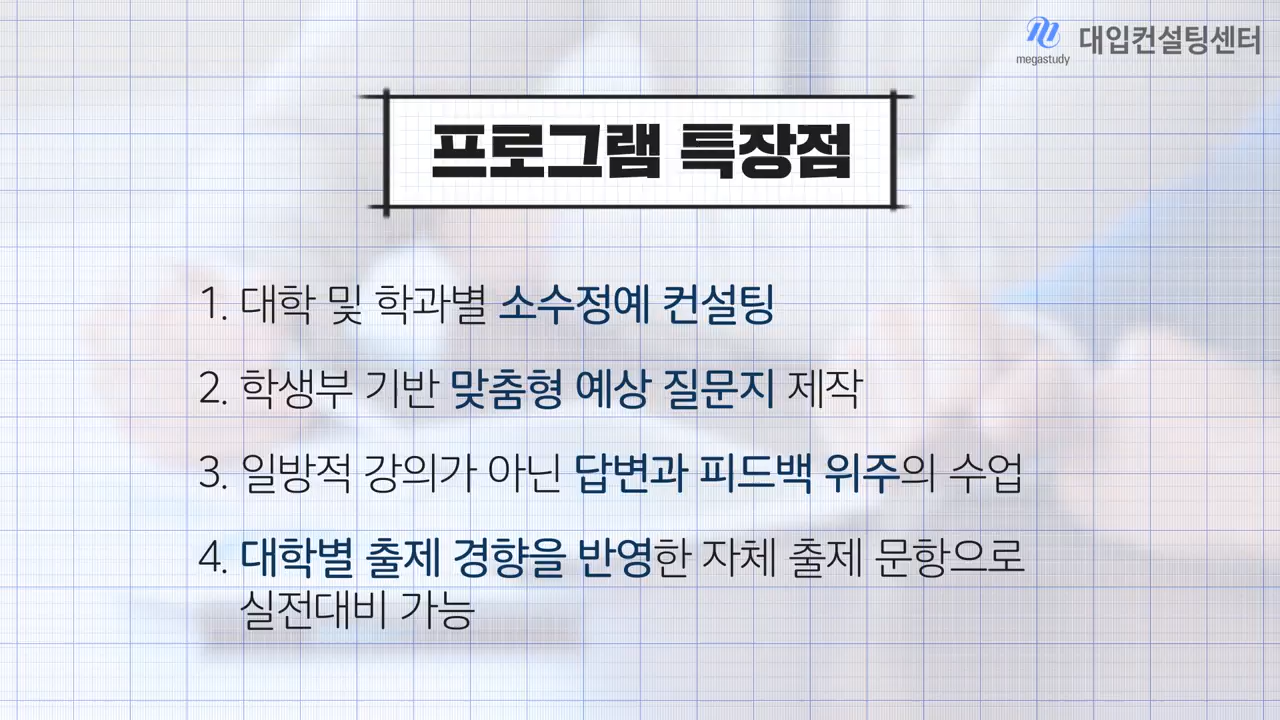 megastudy 대입컨설팅센터
프로그램 특장점
1. 대학 및 학과별 소수정예 컨설팅
2. 학생부 기반 맞춤형 예상 질문지 제작
3. 일방적 강의가 아닌 답변과 피드백 위주의 수업
4. 대학별 출제 경향을 반영한 자체 출제 문항으로
실전대비 가능